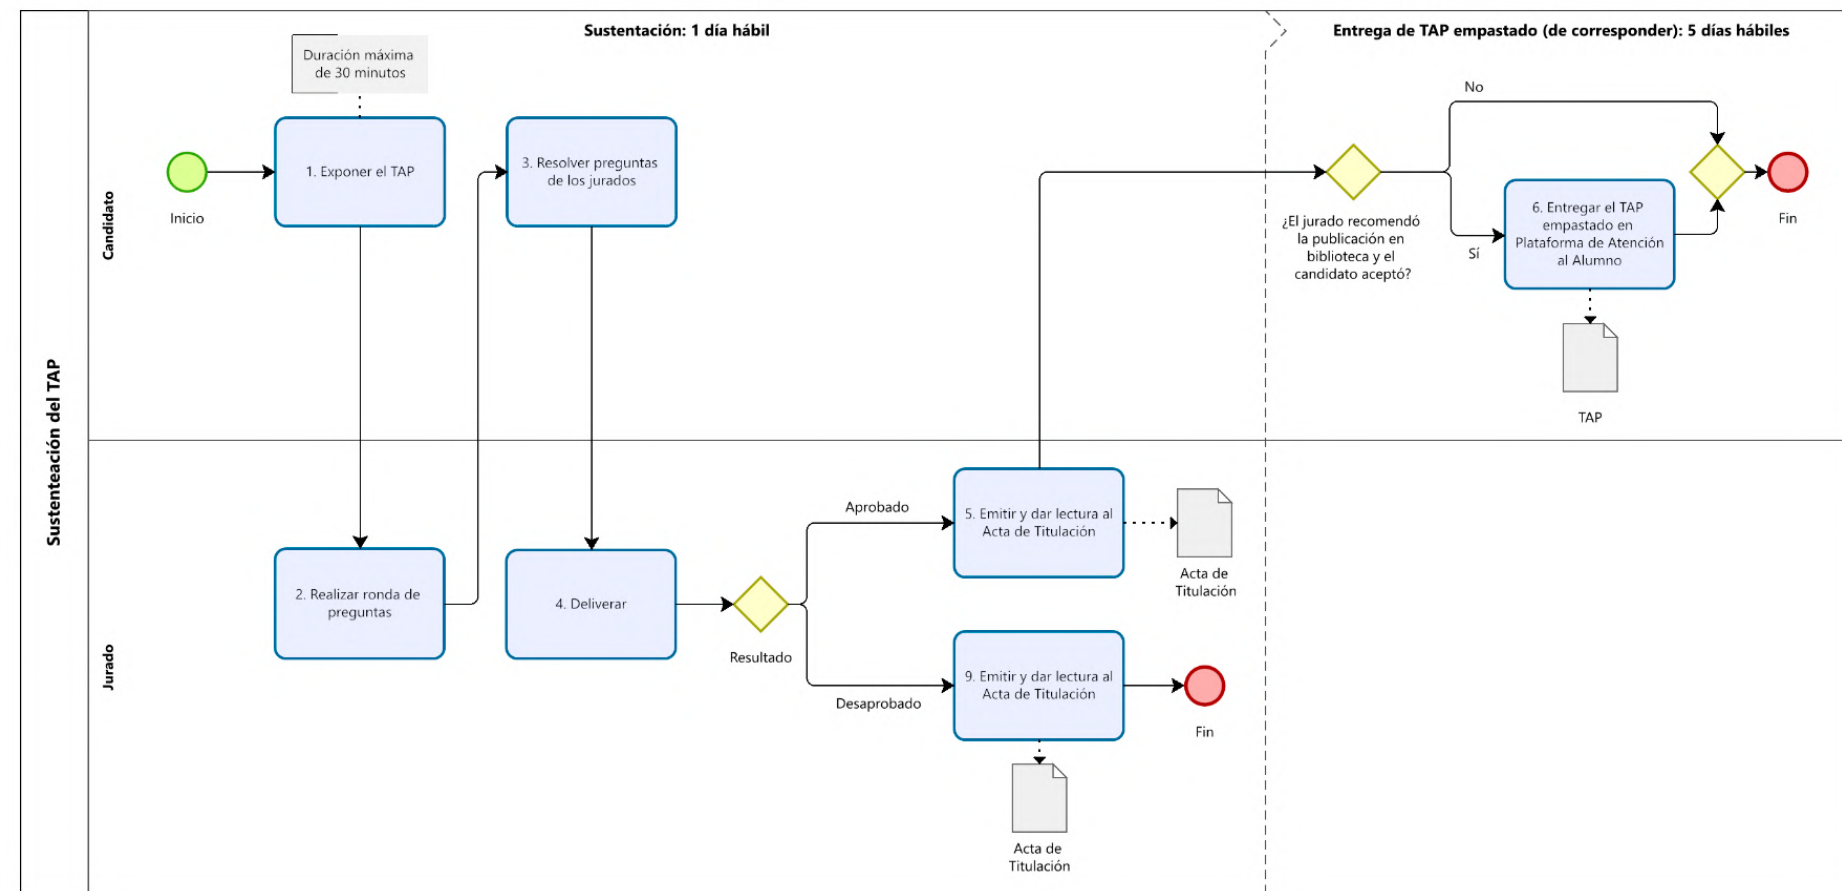 Sustenteación del TAP
Sustentación: 1 día hábil
Entrega de TAP empastado (de corresponder): 5 días hábiles
Candidato
Duración máxima
de 30 minutos
Inicio
1. Exponer el TAP
3. Resolver preguntas
de los jurados
¿El jurado recomendó
la publicación en
biblioteca y el
candidato aceptó?
No
Sí
6. Entregar el TAP
empastado en
Plataforma de Atención
al Alumno
TAP
Fin
Jurado
2. Realizar ronda de
preguntas
4. Deliverar
Resultado
Aprobado
Desaprobado
5. Emitir y dar lectura al
Acta de Titulación
Acta de
Titulación
9. Emitir y dar lectura al
Acta de Titulación
Fin
Acta de
Titulación